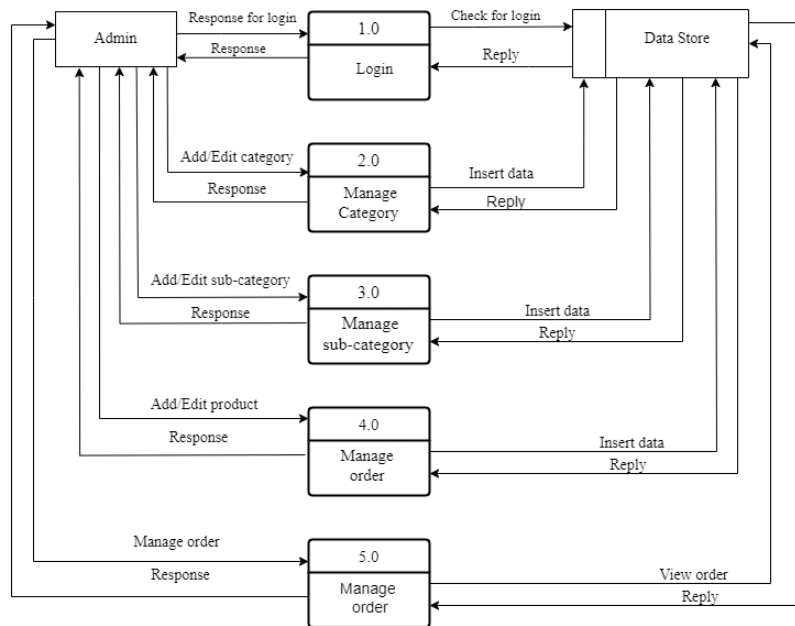 Response for login
Check for login
1.0
Admin
Data Store
Response
Reply
Login
Add/Edit category
2.0
Insert data
Response
Manage
Category
Reply
Add/Edit sub-category
3.0
Response
Insert data
Manage
sub-category
Reply
Add/Edit product
4.0
Response
Insert data
Manage
order
Reply
Manage order
5.0
Response
View order
Manage
order
Reply